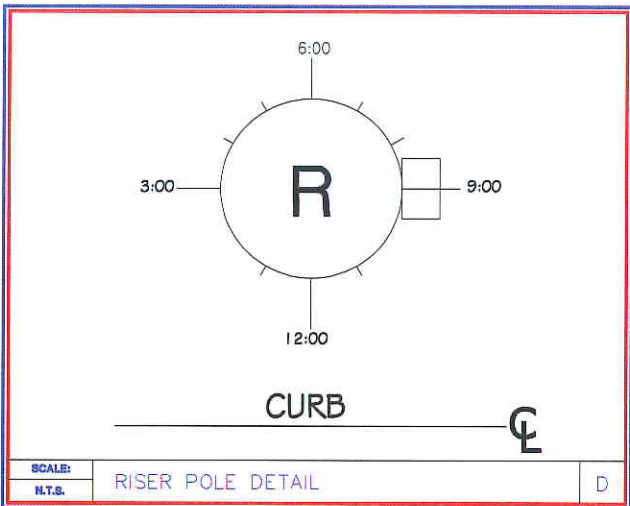 6:00
3:00
R
9:00
12:00
CURB
CL
SCALE:
N.T.S.
RISER POLE DETAIL
D